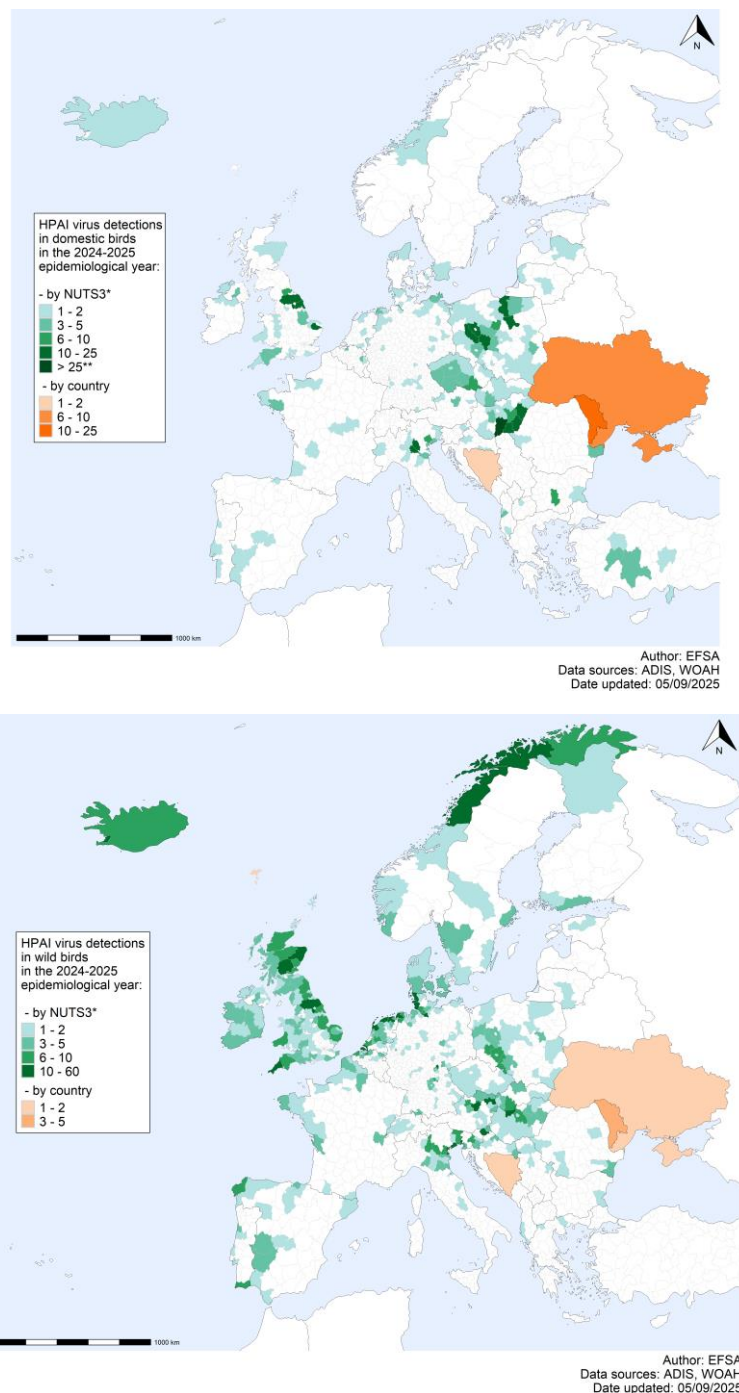 N
HPAI virus detections
in domestic birds
in the 2024-2025
epidemiological year:
- by NUTS3*
1 - 2
3 - 5
6 - 10
10 - 25
> 25**
- by country
1 - 2
6 - 10
10 - 25
1000 km
Author: EFSA
Data sources: ADIS, WOAH
Date updated: 05/09/2025
N
HPAI virus detections
in wild birds
in the 2024-2025
epidemiological year:
- by NUTS3*
1 - 2
3 - 5
6 - 10
10 - 60
- by country
1 - 2
3 - 5
1000 km
Author: EFSA
Data sources: ADIS, WOAH
Date updated: 05/09/2025